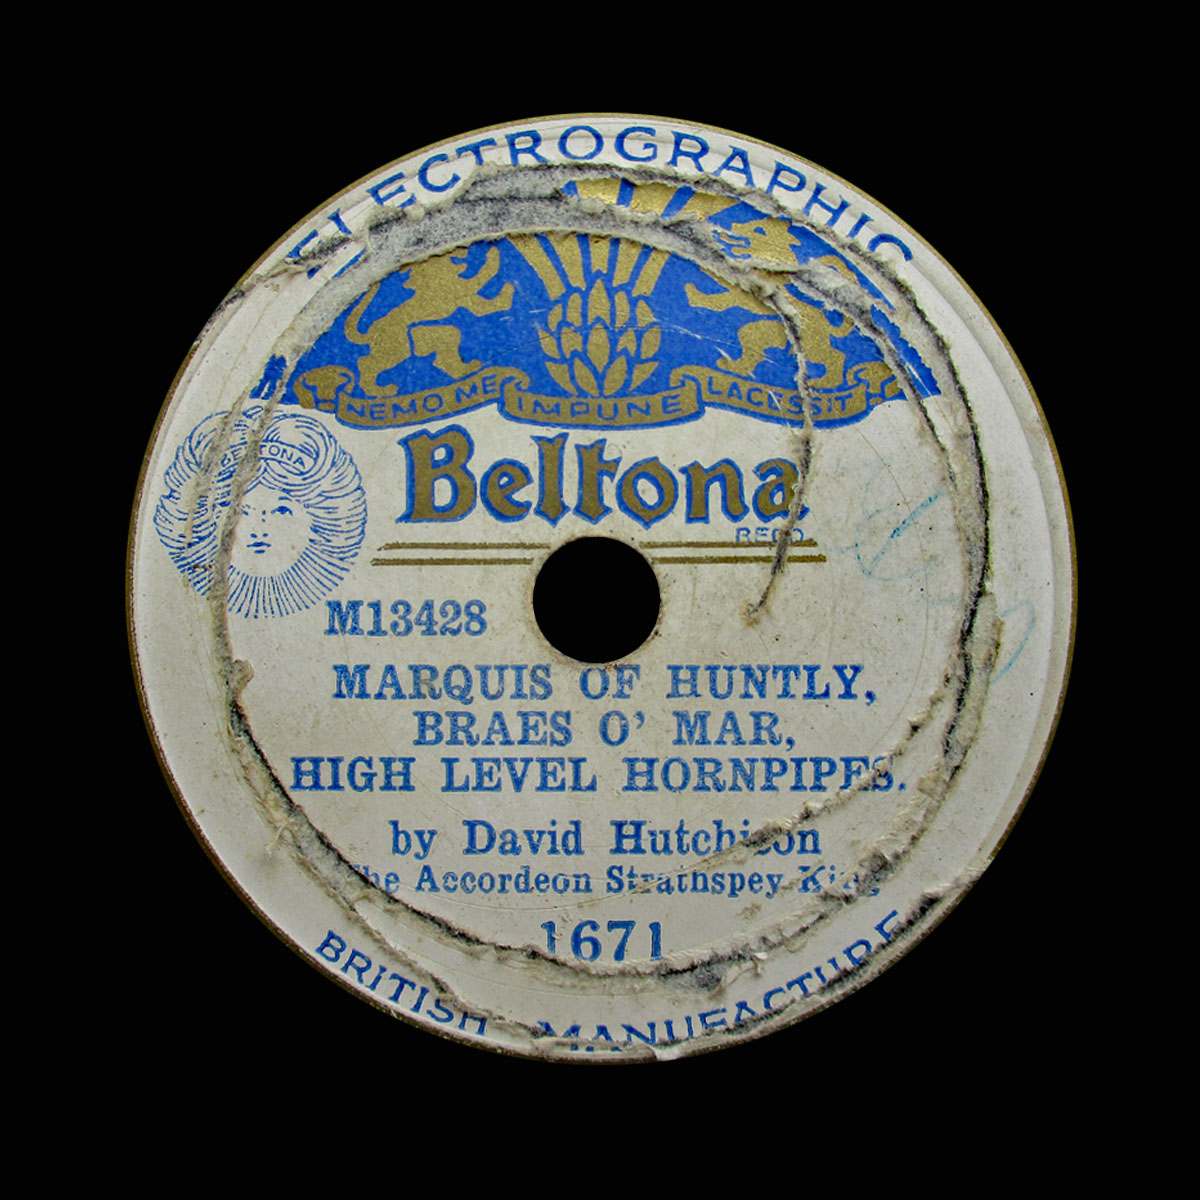 ELECTROGRAPHIC
NEMO ME IMPUNE LACESSIT
BELTONA
Beltona
REGD.
M13428
MARQUIS OF HUNTLY,
BRAES O' MAR,
HIGH LEVEL HORNPIPES.
by David Hutchison
The Accordeon Strathspey King
1671
BRITISH MANUFACTURE